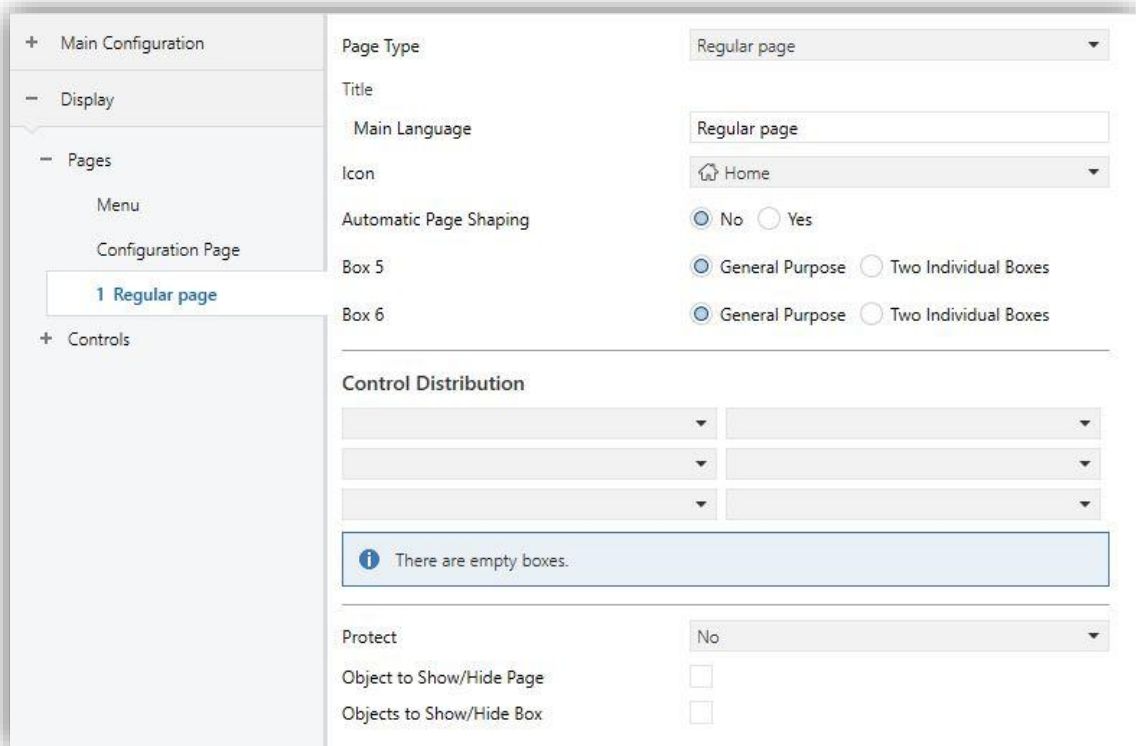 Main Configuration
Display
Pages
Menu
Configuration Page
1 Regular page
Controls
Page Type
Regular page
Title
Main Language
Regular page
Icon
Home
Automatic Page Shaping
No Yes
Box 5
General Purpose Two Individual Boxes
Box 6
General Purpose Two Individual Boxes
Control Distribution
There are empty boxes.
Protect
No
Object to Show/Hide Page
Objects to Show/Hide Box